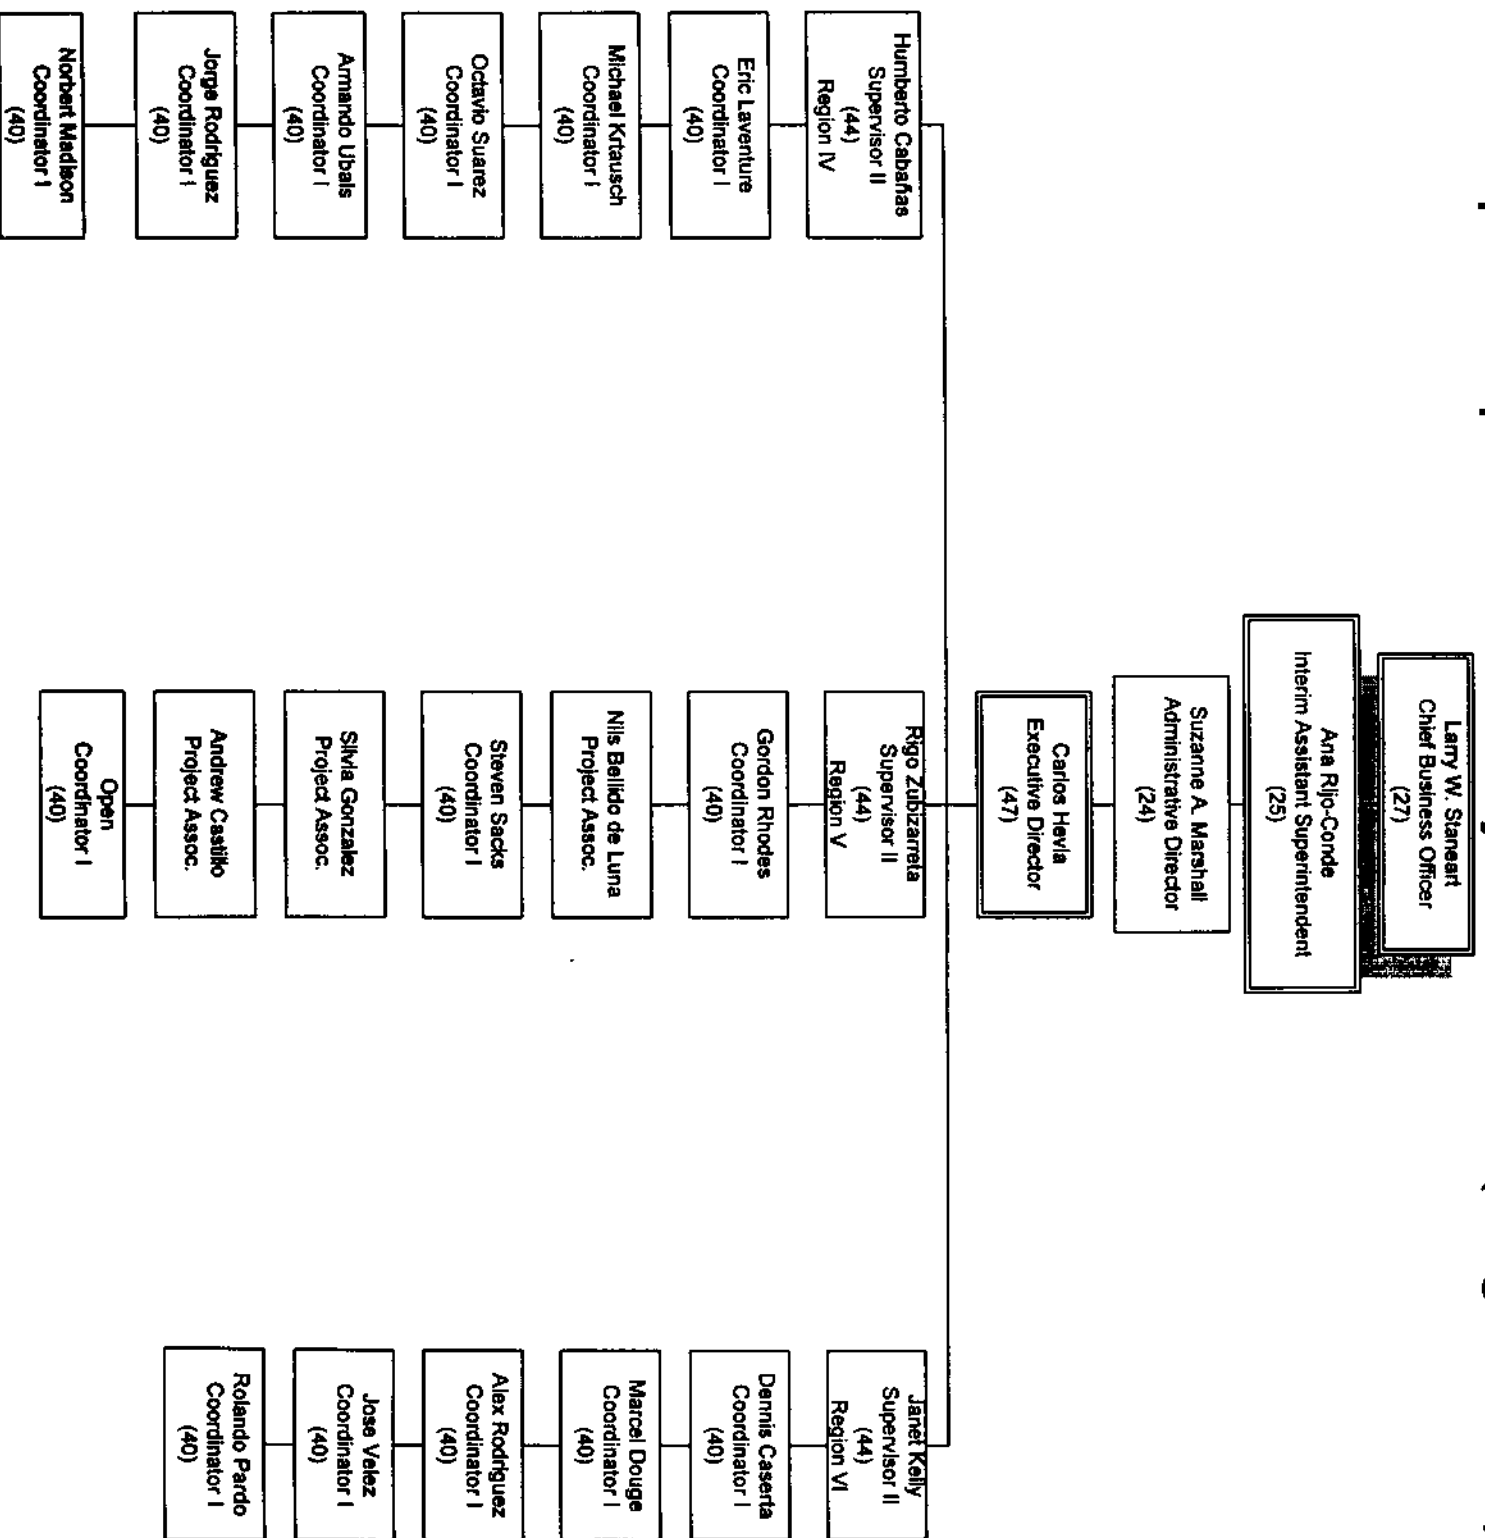 Larry W. Staneart
Chief Business Officer
(27)
Ana Rijo-Conde
Interim Assistant Superintendent
(25)
Suzanne A. Marshall
Administrative Director
(24)
Carlos Hevia
Executive Director
(47)
Humberto Cabañas
Supervisor II
(44)
Region IV
Eric Laventure
Coordinator I
(40)
Michael Krtausch
Coordinator I
(40)
Octavio Suarez
Coordinator I
(40)
Armando Ubals
Coordinator I
(40)
Jorge Rodriguez
Coordinator I
(40)
Norbert Madison
Coordinator I
(40)
Rigo Zubizarreta
Supervisor II
(44)
Region V
Gordon Rhodes
Coordinator I
(40)
Nils Bellido de Luna
Project Assoc.
Steven Sacks
Coordinator I
(40)
Silvia Gonzalez
Project Assoc.
Andrew Castillo
Project Assoc.
Open
Coordinator I
(40)
Janet Kelly
Supervisor II
(44)
Region VI
Dennis Caserta
Coordinator I
(40)
Marcel Douge
Coordinator I
(40)
Alex Rodriguez
Coordinator I
(40)
Jose Velez
Coordinator I
(40)
Rolando Pardo
Coordinator I
(40)